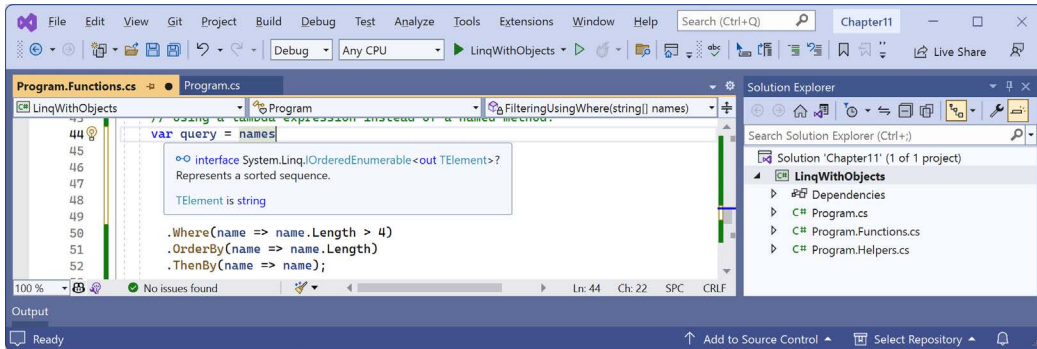 File Edit View Git Project Build Debug Test Analyze Tools Extensions Window Help Search (Ctrl+Q) Chapter11
Debug Any CPU LinqWithObjects Live Share
Program.Functions.cs Program.cs Solution Explorer
LinqWithObjects Program FilteringUsingWhere(string[] names)
Search Solution Explorer (Ctrl+;)
43 // Using a lambda expression instead of a named method.
44 var query = names
45
46
47
48
49
interface System.Linq.IOrderedEnumerable<out TElement>?
Represents a sorted sequence.
TElement is string
50 .Where(name => name.Length > 4)
51 .OrderBy(name => name.Length)
52 .ThenBy(name => name);
Solution 'Chapter11' (1 of 1 project)
C# LinqWithObjects
Dependencies
C# Program.cs
C# Program.Functions.cs
C# Program.Helpers.cs
100 % No issues found Ln: 44 Ch: 22 SPC CRLF
Output
Ready Add to Source Control Select Repository